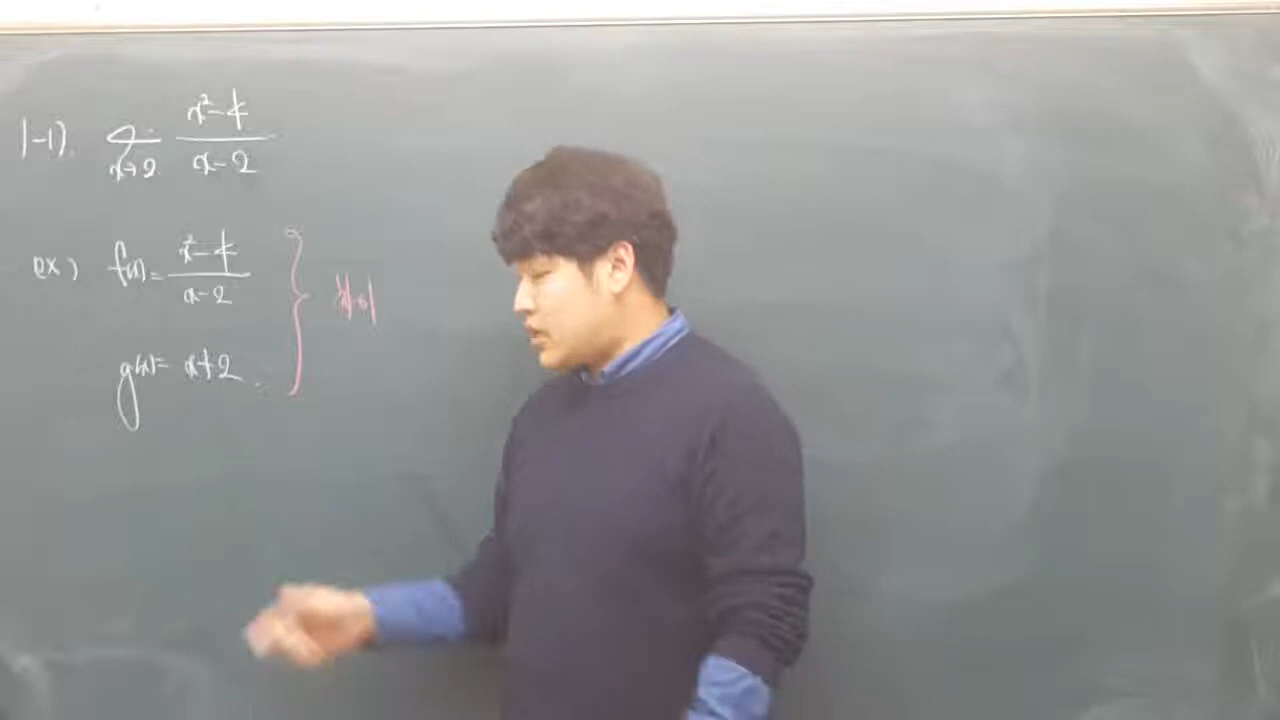 1-1). lim x→2 x²-4 / x-2
ex) f(x)= x²-4 / x-2
g(x)= x+2